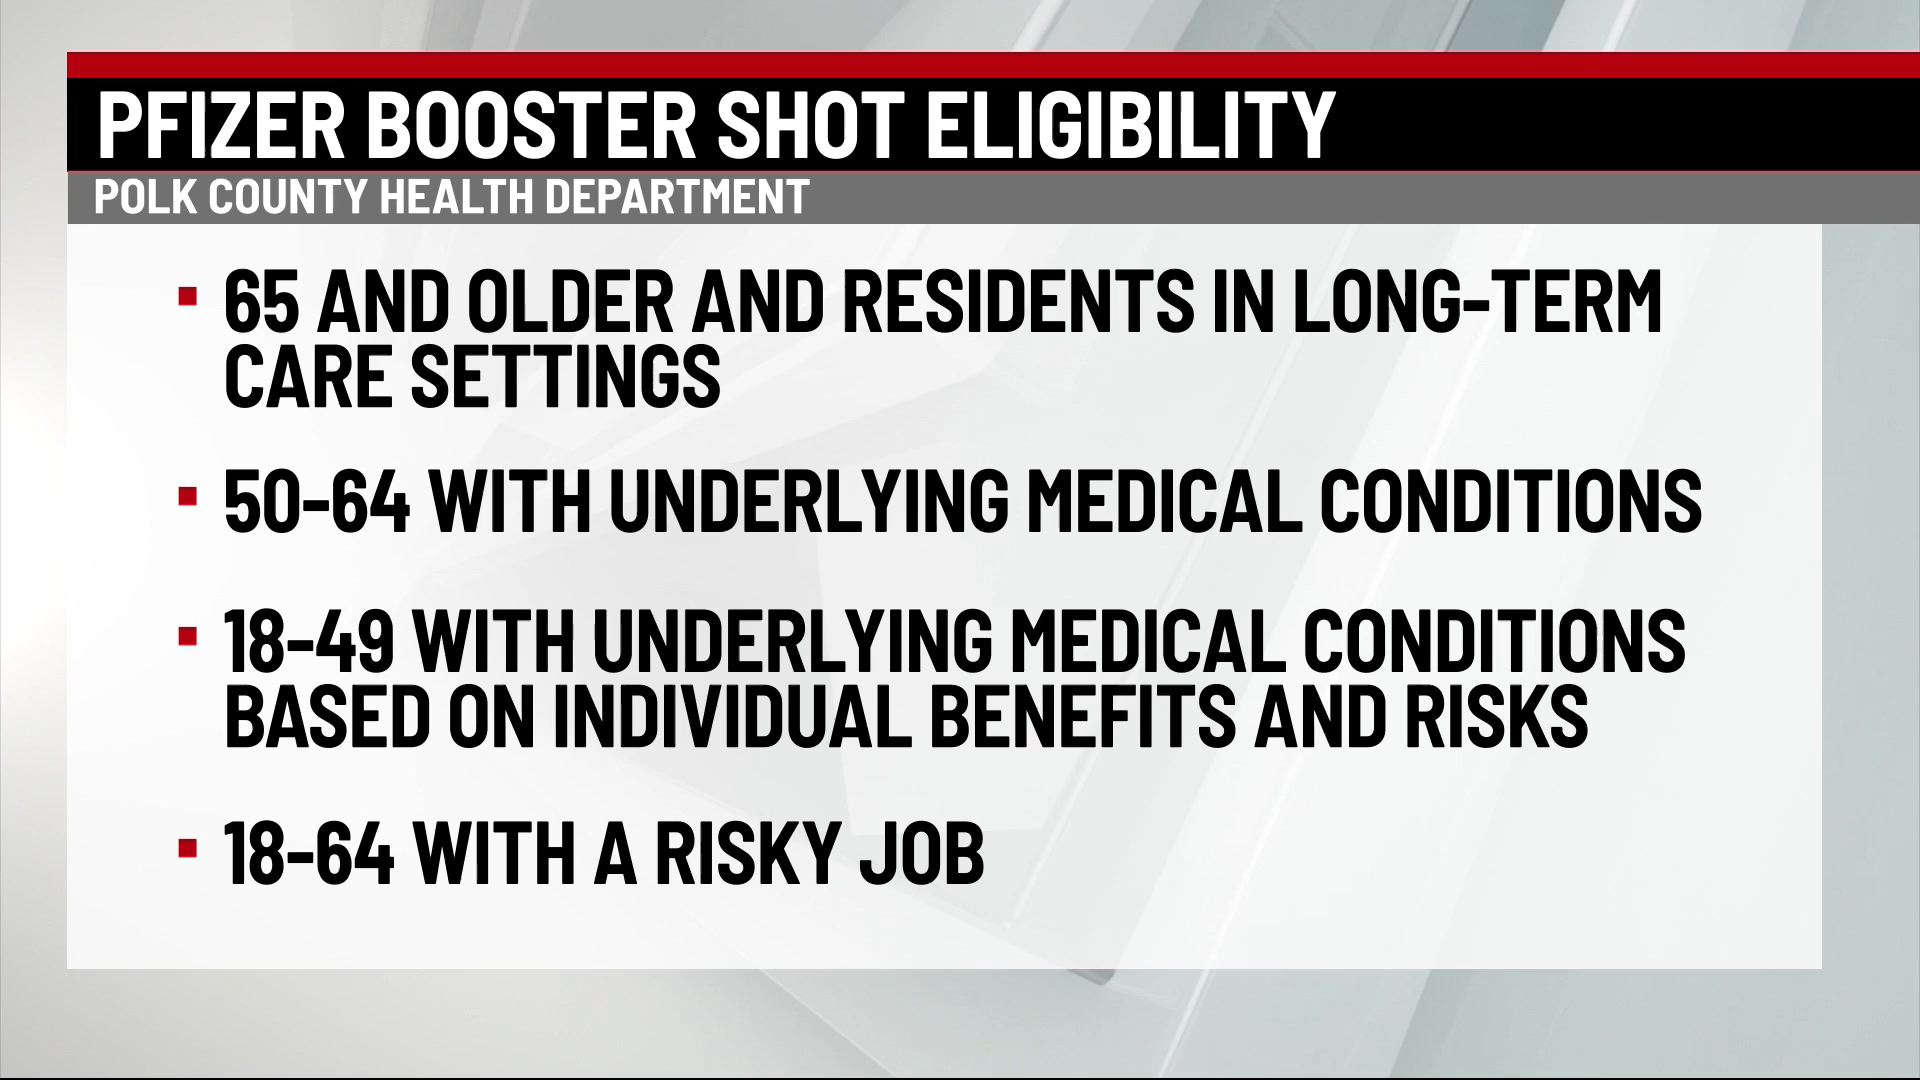 PFIZER BOOSTER SHOT ELIGIBILITY
POLK COUNTY HEALTH DEPARTMENT
▪ 65 AND OLDER AND RESIDENTS IN LONG-TERM
CARE SETTINGS
▪ 50-64 WITH UNDERLYING MEDICAL CONDITIONS
▪ 18-49 WITH UNDERLYING MEDICAL CONDITIONS
BASED ON INDIVIDUAL BENEFITS AND RISKS
▪ 18-64 WITH A RISKY JOB